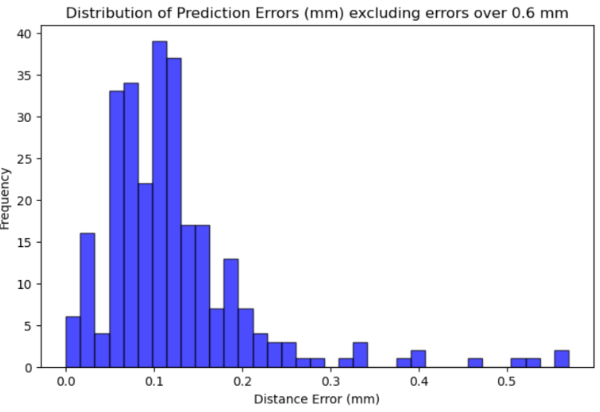 Distribution of Prediction Errors (mm) excluding errors over 0.6 mm
40
35
30
25
20
15
10
5
0
Frequency
0.0 0.1 0.2 0.3 0.4 0.5
Distance Error (mm)